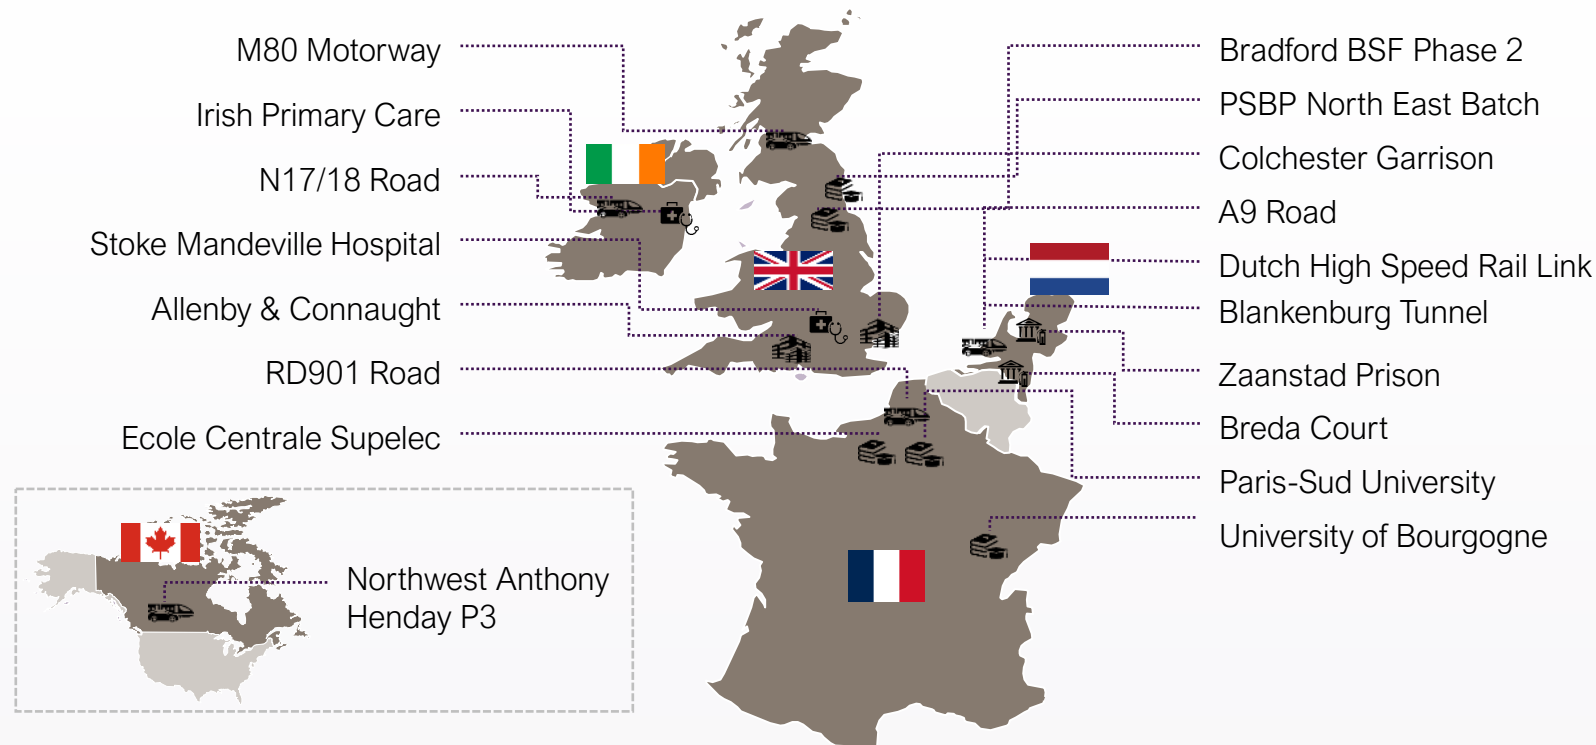 M80 Motorway
Irish Primary Care
N17/18 Road
Stoke Mandeville Hospital
Allenby & Connaught
RD901 Road
Ecole Centrale Supelec
Northwest Anthony
Henday P3
Bradford BSF Phase 2
PSBP North East Batch
Colchester Garrison
A9 Road
Dutch High Speed Rail Link
Blankenburg Tunnel
Zaanstad Prison
Breda Court
Paris-Sud University
University of Bourgogne